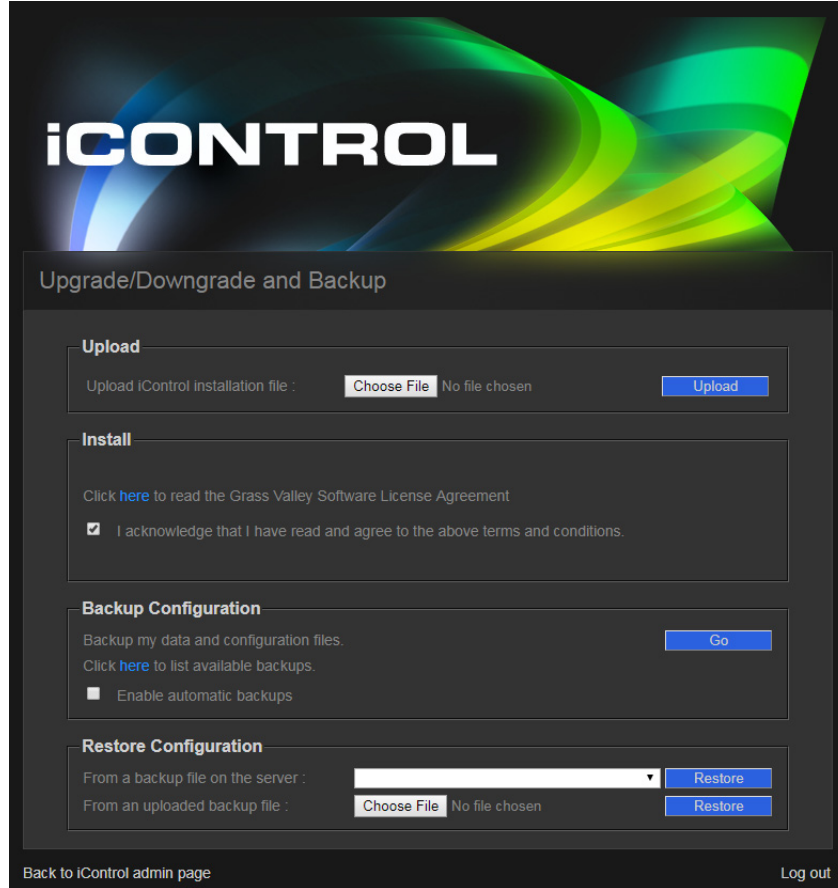 iCONTROL
Upgrade/Downgrade and Backup
Upload
Upload iControl installation file : Choose File No file chosen Upload
Install
Click here to read the Grass Valley Software License Agreement
I acknowledge that I have read and agree to the above terms and conditions.
Backup Configuration
Backup my data and configuration files. Go
Click here to list available backups.
Enable automatic backups
Restore Configuration
From a backup file on the server : Restore
From an uploaded backup file : Choose File No file chosen Restore
Back to iControl admin page Log out